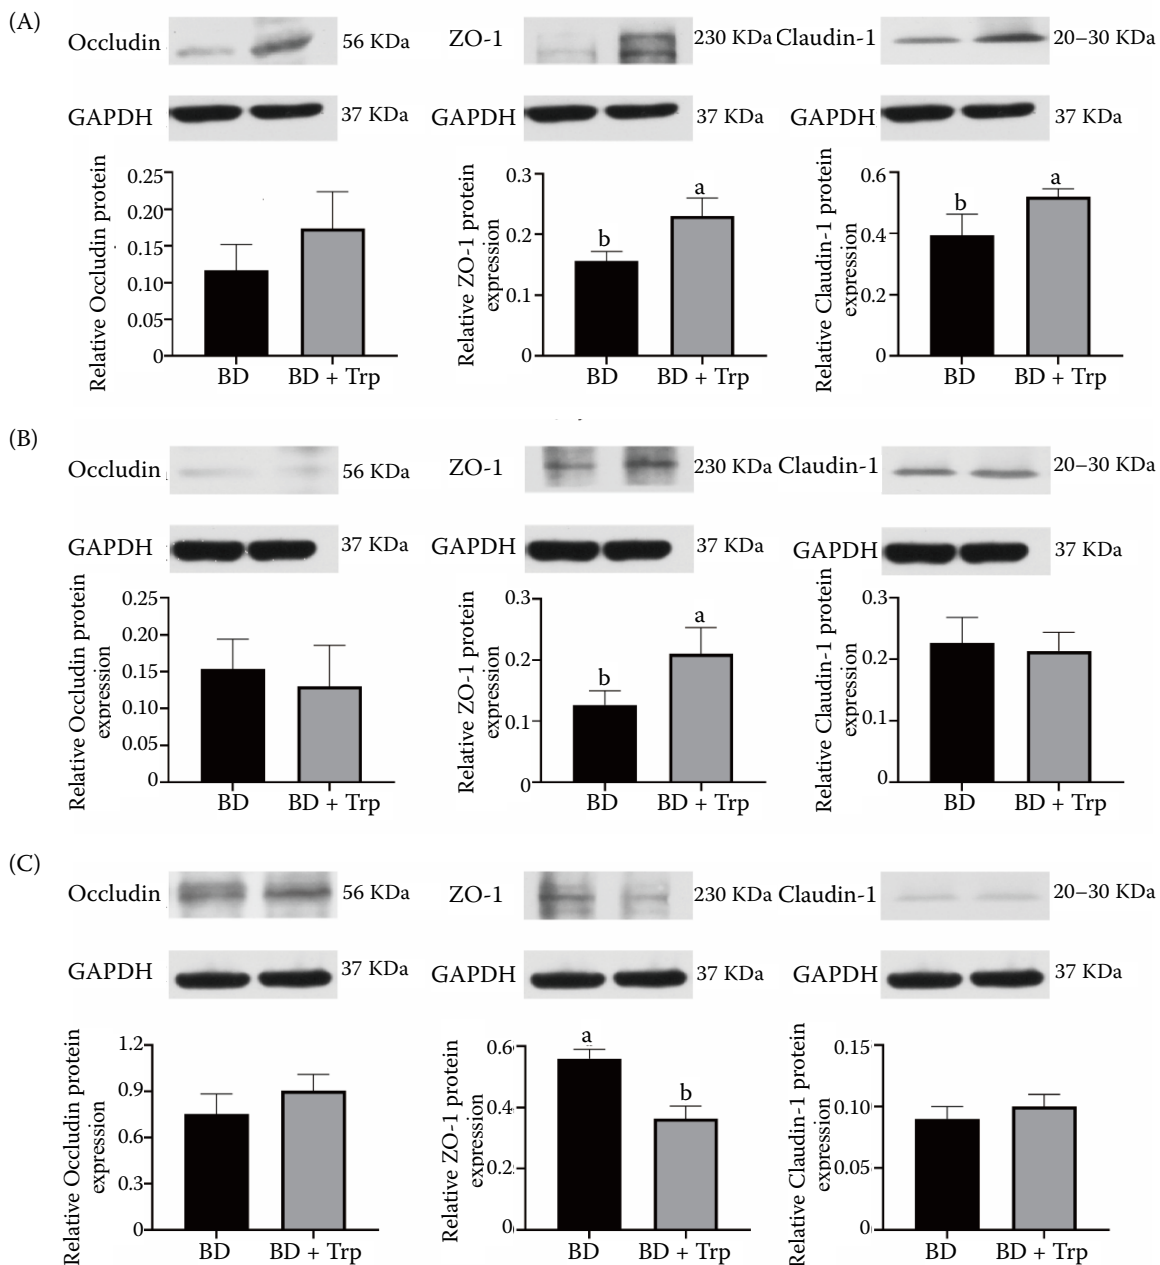 (A)
Occludin
56 KDa
ZO-1
230 KDa
Claudin-1
20–30 KDa
GAPDH
37 KDa
GAPDH
37 KDa
GAPDH
37 KDa
Relative Occludin protein
0.25
0.20
0.15
0.10
0.05
0
BD
BD + Trp
Relative ZO-1 protein
expression
0.3
0.2
0.1
0
b
a
BD
BD + Trp
Relative Claudin-1 protein
expression
0.6
0.4
0.2
0
b
a
BD
BD + Trp
(B)
Occludin
56 KDa
ZO-1
230 KDa
Claudin-1
20–30 KDa
GAPDH
37 KDa
GAPDH
37 KDa
GAPDH
37 KDa
Relative Occludin protein
expression
0.25
0.20
0.15
0.10
0.05
0
BD
BD + Trp
Relative ZO-1 protein
expression
0.3
0.2
0.1
0
b
a
BD
BD + Trp
Relative Claudin-1 protein
expression
0.3
0.2
0.1
0
BD
BD + Trp
(C)
Occludin
56 KDa
ZO-1
230 KDa
Claudin-1
20–30 KDa
GAPDH
37 KDa
GAPDH
37 KDa
GAPDH
37 KDa
Relative Occludin protein
expression
1.2
0.9
0.6
0.3
0
BD
BD + Trp
Relative ZO-1 protein
expression
0.6
0.4
0.2
0
a
b
BD
BD + Trp
Relative Claudin-1 protein
expression
0.15
0.10
0.05
0
BD
BD + Trp